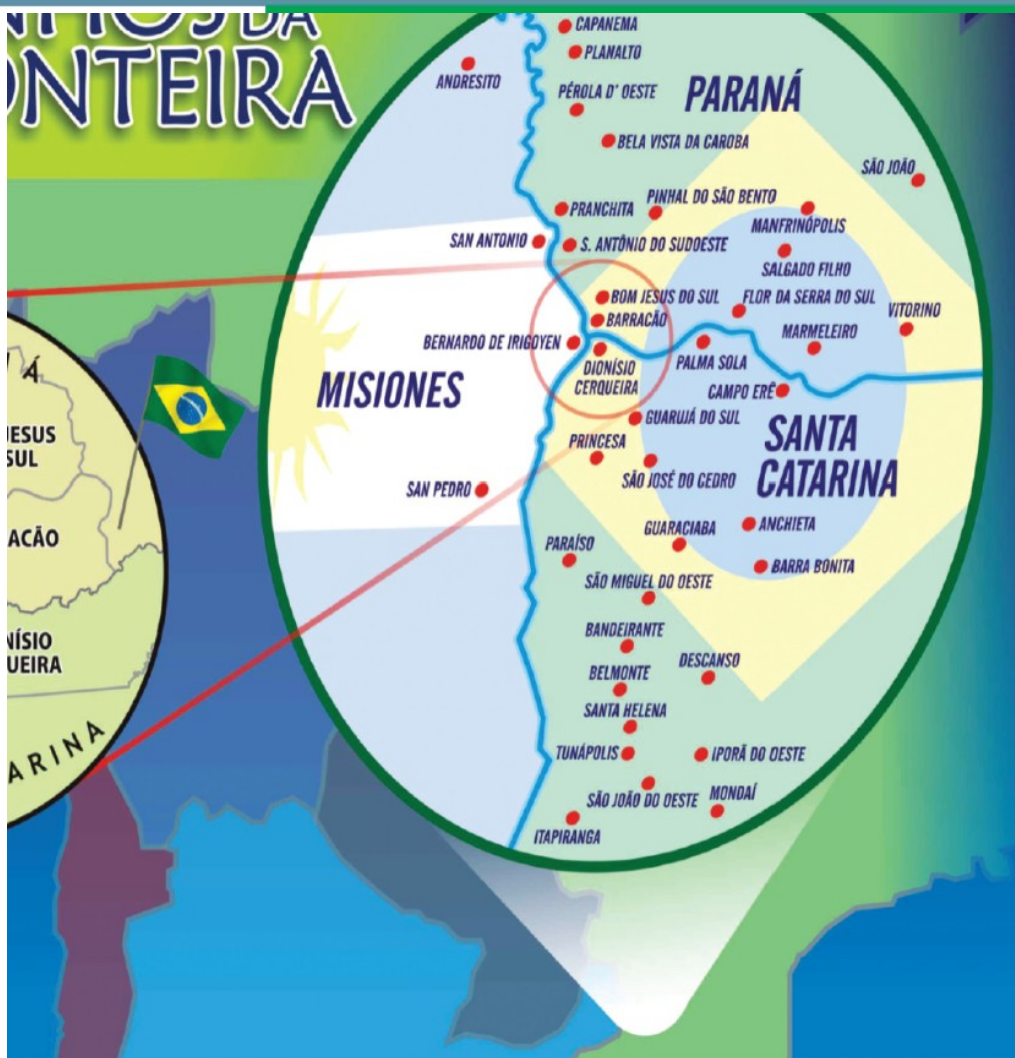 DA
ONTEIRA
CAPANEMA
PLANALTO
ANDRESITO
PÉROLA D' OESTE
PARANÁ
BELA VISTA DA CAROBA
SÃO JOÃO
PINHAL DO SÃO BENTO
PRANCHITA
MANFRINÓPOLIS
SAN ANTONIO
S. ANTÔNIO DO SUDOESTE
SALGADO FILHO
BOM JESUS DO SUL
FLOR DA SERRA DO SUL
VITORINO
BARRACÃO
MARMELEIRO
BERNARDO DE IRIGOYEN
DIONÍSIO
CERQUEIRA
PALMA SOLA
MISIONES
CAMPO ERÊ
GUARUJÁ DO SUL
SANTA
CATARINA
PRINCESA
SÃO JOSÉ DO CEDRO
SAN PEDRO
GUARACIABA
ANCHIETA
PARAÍSO
BARRA BONITA
SÃO MIGUEL DO OESTE
BANDEIRANTE
DESCANSO
BELMONTE
SANTA HELENA
TUNÁPOLIS
IPORÃ DO OESTE
SÃO JOÃO DO OESTE
MONDAÍ
ITAPIRANGA
Á
JESUS
SUL
ACÃO
NÍSIO
QUEIRA
ARINA